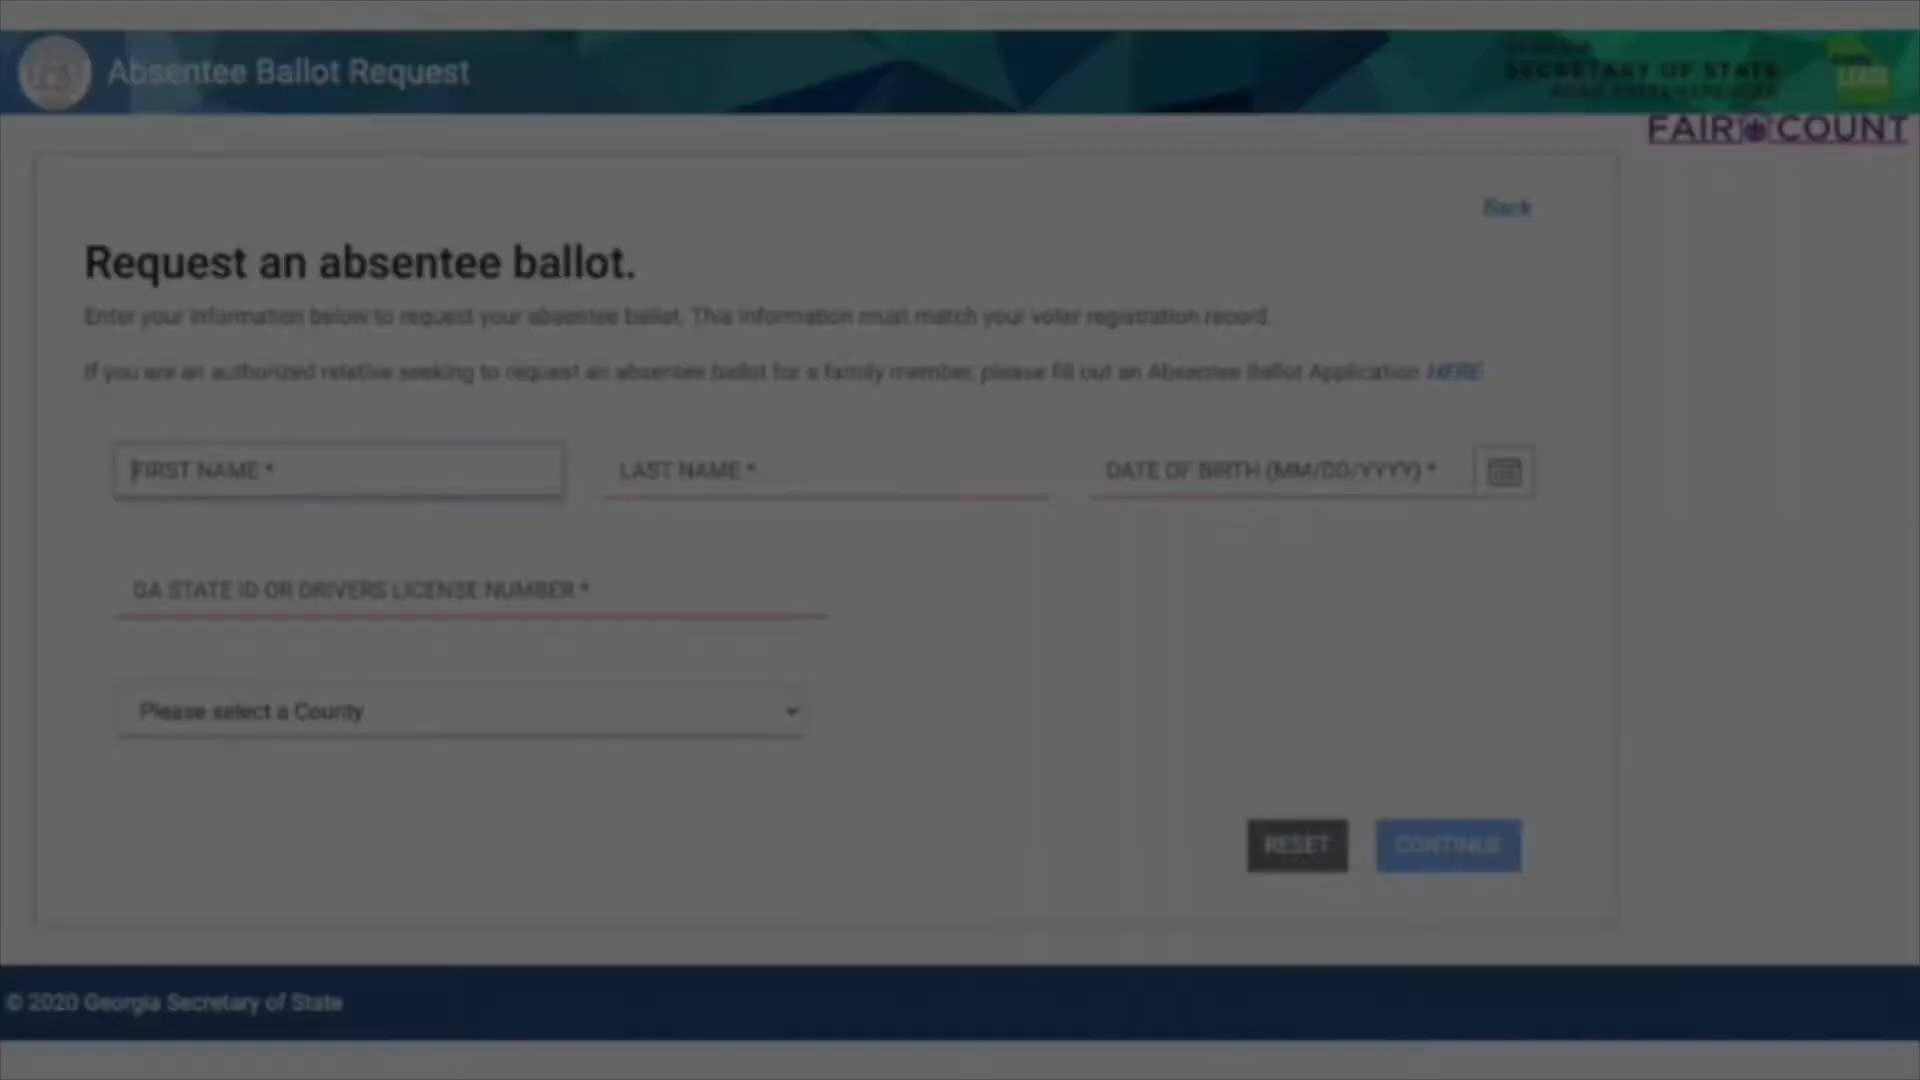 Absentee Ballot Request
SECRETARY OF STATE
FAIR COUNT
Back
Request an absentee ballot.
Enter your information below to request your absentee ballot. This information must match your voter registration record.
If you are an authorized relative seeking to request an absentee ballot for a family member, please fill out an Absentee Ballot Application HERE
FIRST NAME *
LAST NAME *
DATE OF BIRTH (MM/DD/YYYY) *
GA STATE ID OR DRIVERS LICENSE NUMBER *
Please select a County
RESET
CONTINUE
© 2020 Georgia Secretary of State